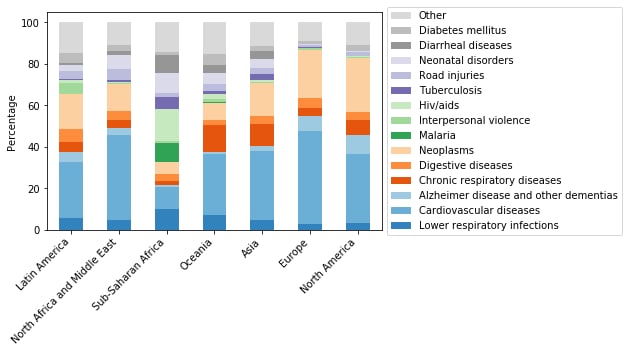 100
80
60
40
20
0
Percentage
Latin America
North Africa and Middle East
Sub-Saharan Africa
Oceania
Asia
Europe
North America
Other
Diabetes mellitus
Diarrheal diseases
Neonatal disorders
Road injuries
Tuberculosis
Hiv/aids
Interpersonal violence
Malaria
Neoplasms
Digestive diseases
Chronic respiratory diseases
Alzheimer disease and other dementias
Cardiovascular diseases
Lower respiratory infections